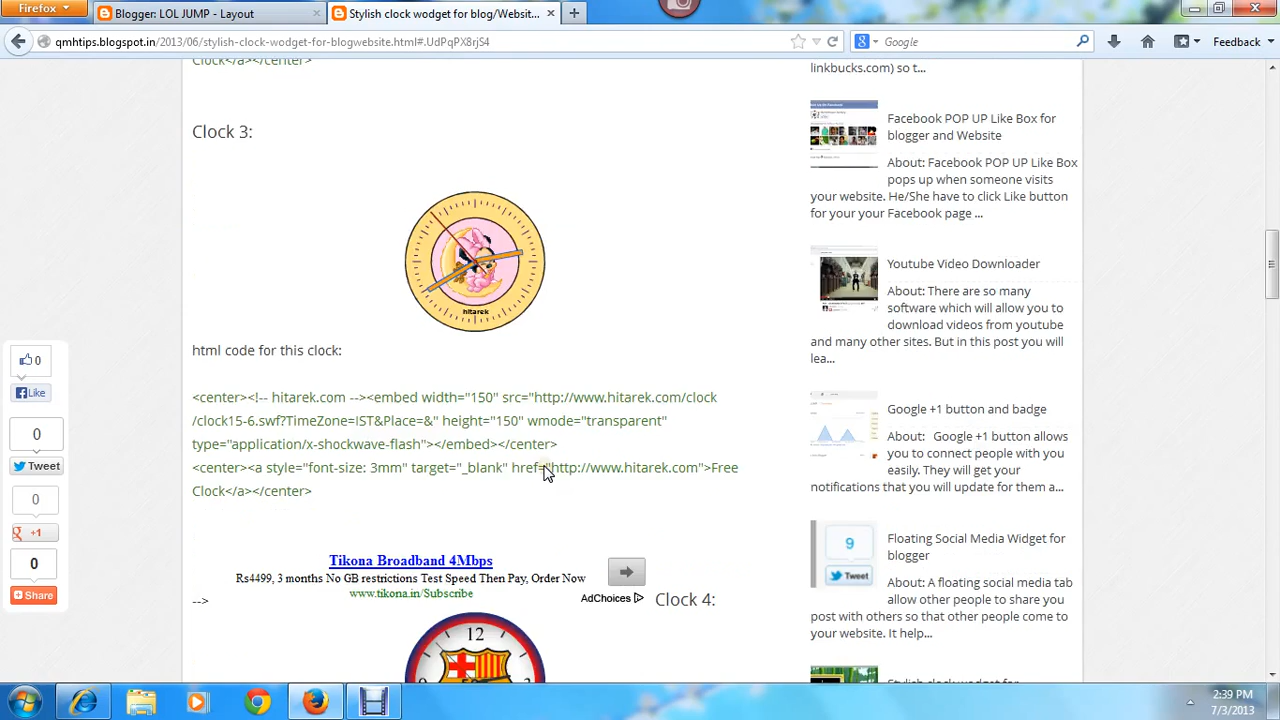 Firefox
Blogger: LOL JUMP - Layout
Stylish clock wodget for blog/Websit...
qmhtips.blogspot.in/2013/06/stylish-clock-wodget-for-blogwebsite.html#.UdPqPX8rjS4
Google
Feedback
Clock</a></center>
Clock 3:
hitarek
html code for this clock:
<center><!-- hitarek.com --><embed width="150" src="http://www.hitarek.com/clock
type="application/x-shockwave-flash"><embed></center>
<center><a style="font-size: 3mm" target="_blank" href="http://www.hitarek.com">Free
Clock</a></center>
Tikona Broadband 4Mbps
Rs4499, 3 months No GB restrictions Test Speed Then Pay, Order Now
www.tikona.in/Subscribe
AdChoices
-->
Clock 4:
12
0
Like
0
Tweet
0
+1
0
Share
linkbucks.com) so t...
Facebook POP UP Like Box for
blogger and Website
About: Facebook POP UP Like Box
pops up when someone visits
your website. He/She have to click Like button
for your your Facebook page ...
Youtube Video Downloader
About: There are so many
software which will allow you to
download videos from youtube
and many other sites. But in this post you will
lea...
Google +1 button and badge
About: Google +1 button allows
you to connect people with you
easily. They will get your
notifications that you will update for them a...
9
Tweet
Floating Social Media Widget for
blogger
About: A floating social media tab
allow other people to share you
post with others so that other people come to
your website. It help...
2:39 PM
7/3/2013